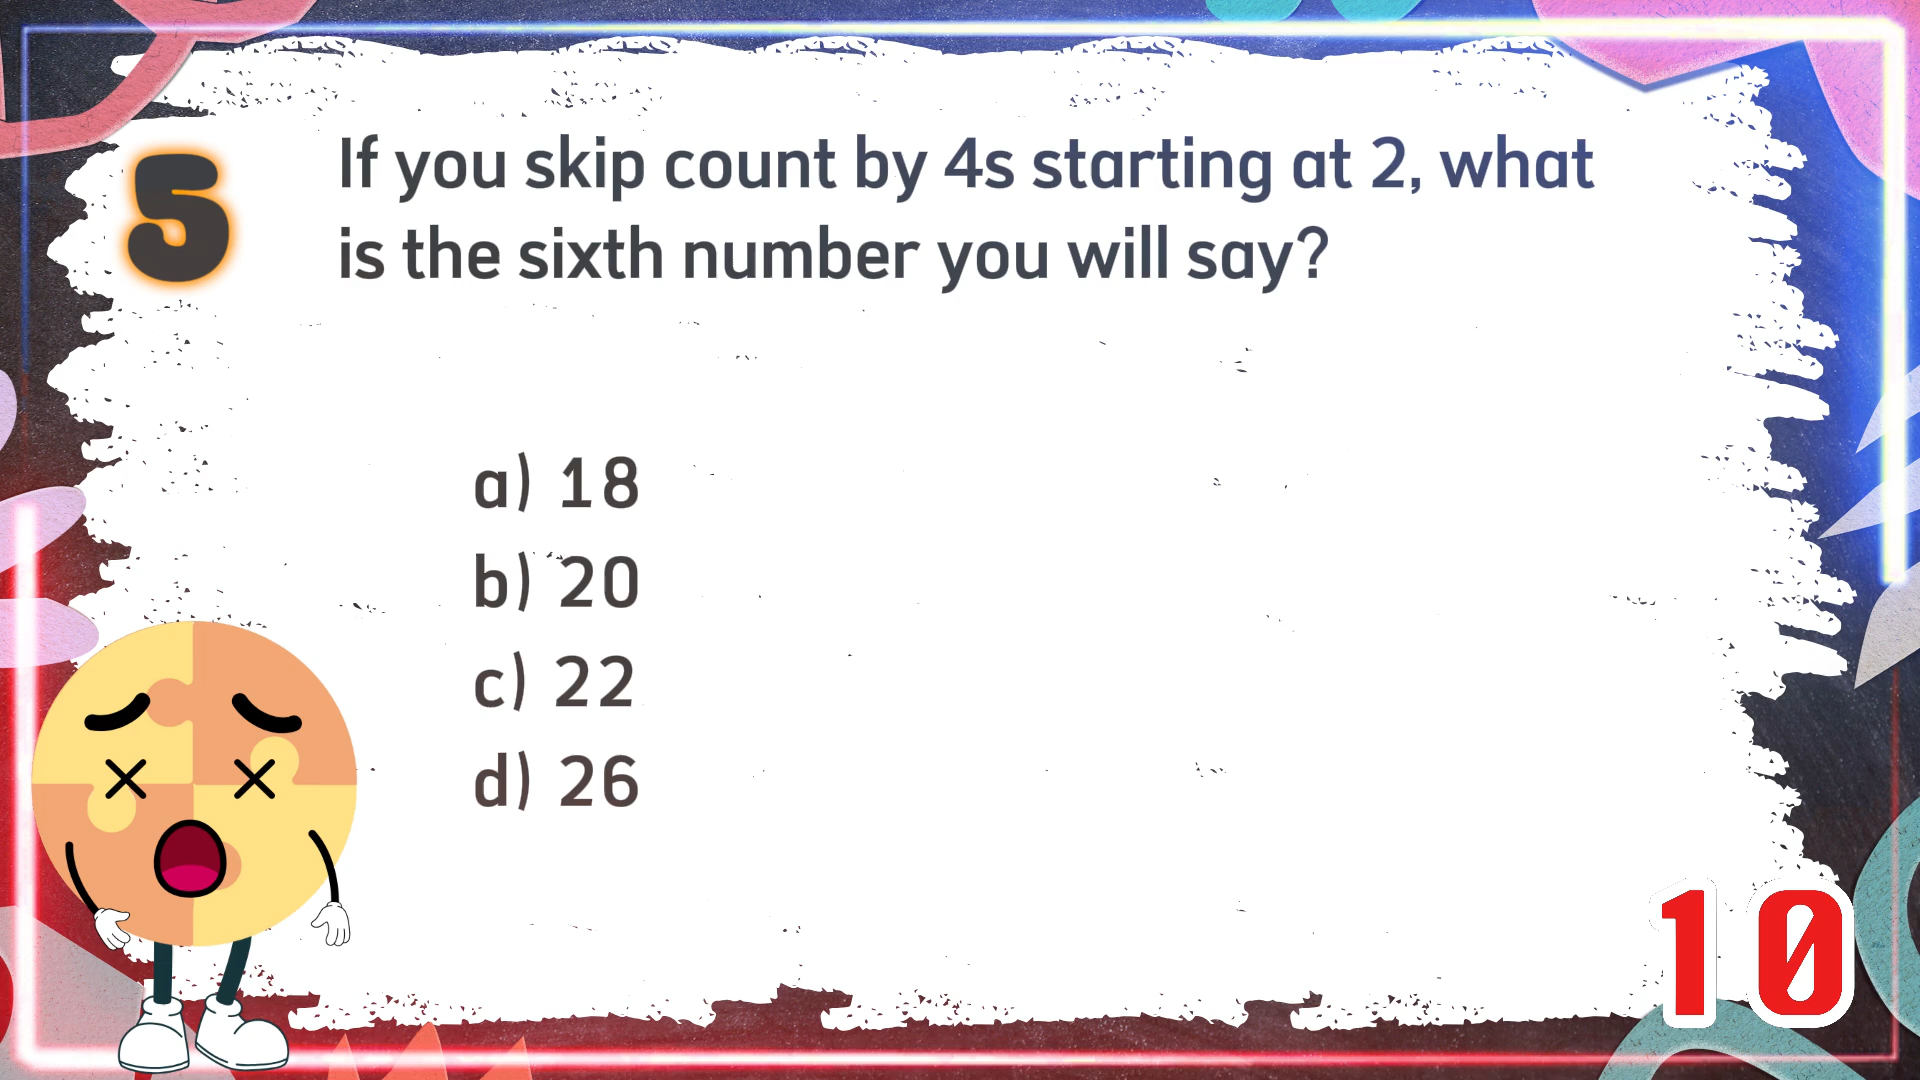 5
If you skip count by 4s starting at 2, what
is the sixth number you will say?
a) 18
b) 20
c) 22
d) 26
10